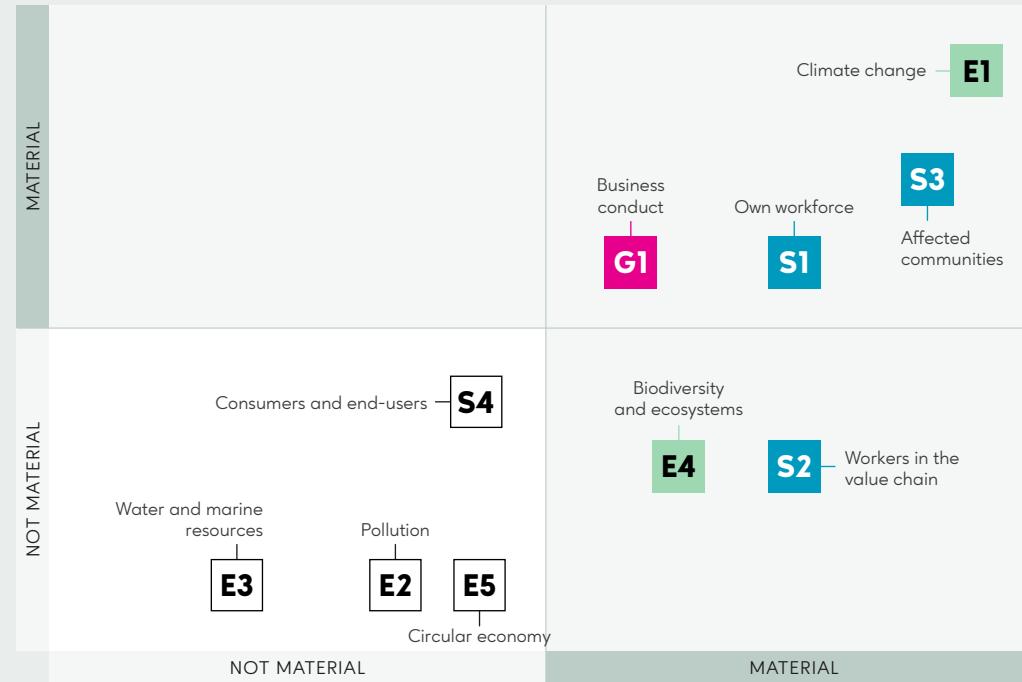 MATERIAL
Climate change
E1
S3
Affected
communities
Business
conduct
G1
Own workforce
S1
NOT MATERIAL
Consumers and end-users
S4
Biodiversity
and ecosystems
E4
S2
Workers in the
value chain
Water and marine
resources
E3
Pollution
E2
E5
Circular economy
NOT MATERIAL
MATERIAL